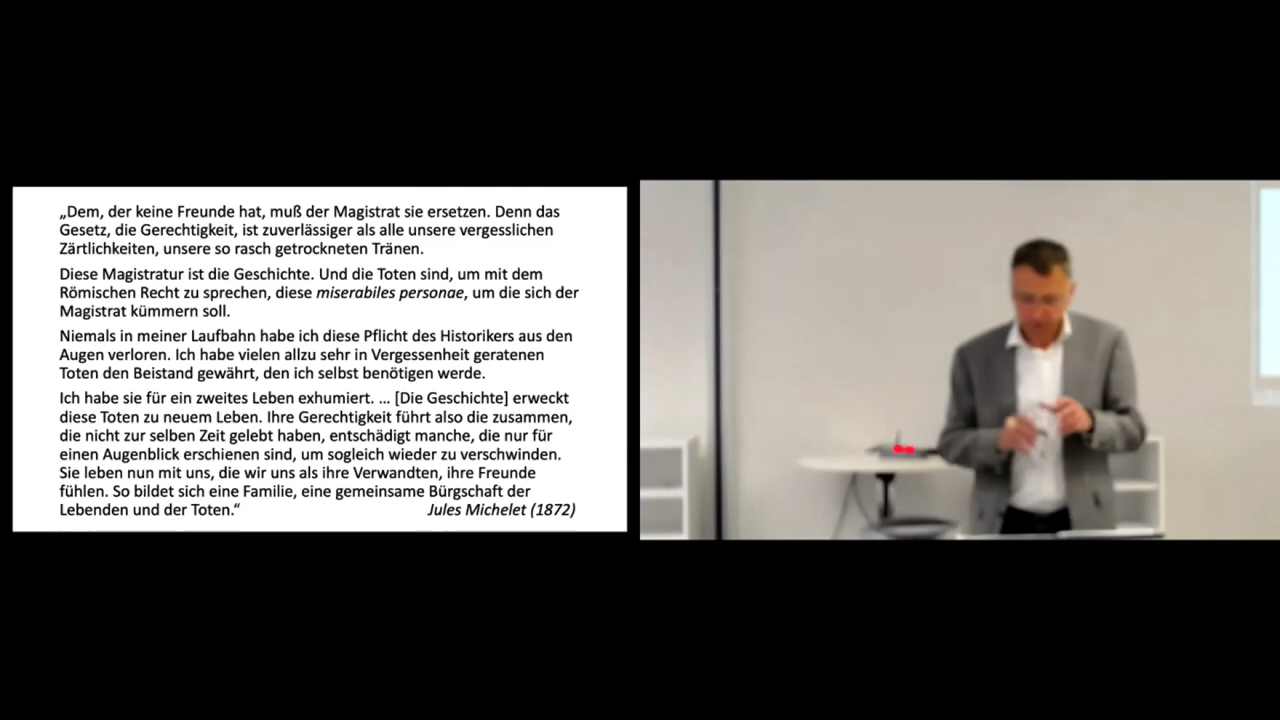 „Dem, der keine Freunde hat, muß der Magistrat sie ersetzen. Denn das
Gesetz, die Gerechtigkeit, ist zuverlässiger als alle unsere vergesslichen
Zärtlichkeiten, unsere so rasch getrockneten Tränen.
Diese Magistratur ist die Geschichte. Und die Toten sind, um mit dem
Römischen Recht zu sprechen, diese miserabiles personae, um die sich der
Magistrat kümmern soll.
Niemals in meiner Laufbahn habe ich diese Pflicht des Historikers aus den
Augen verloren. Ich habe vielen allzu sehr in Vergessenheit geratenen
Toten den Beistand gewährt, den ich selbst benötigen werde.
Ich habe sie für ein zweites Leben exhumiert. ... [Die Geschichte] erweckt
diese Toten zu neuem Leben. Ihre Gerechtigkeit führt also die zusammen,
die nicht zur selben Zeit gelebt haben, entschädigt manche, die nur für
einen Augenblick erschienen sind, um sogleich wieder zu verschwinden.
Sie leben nun mit uns, die wir uns als ihre Verwandten, ihre Freunde
fühlen. So bildet sich eine Familie, eine gemeinsame Bürgschaft der
Lebenden und der Toten.“ Jules Michelet (1872)